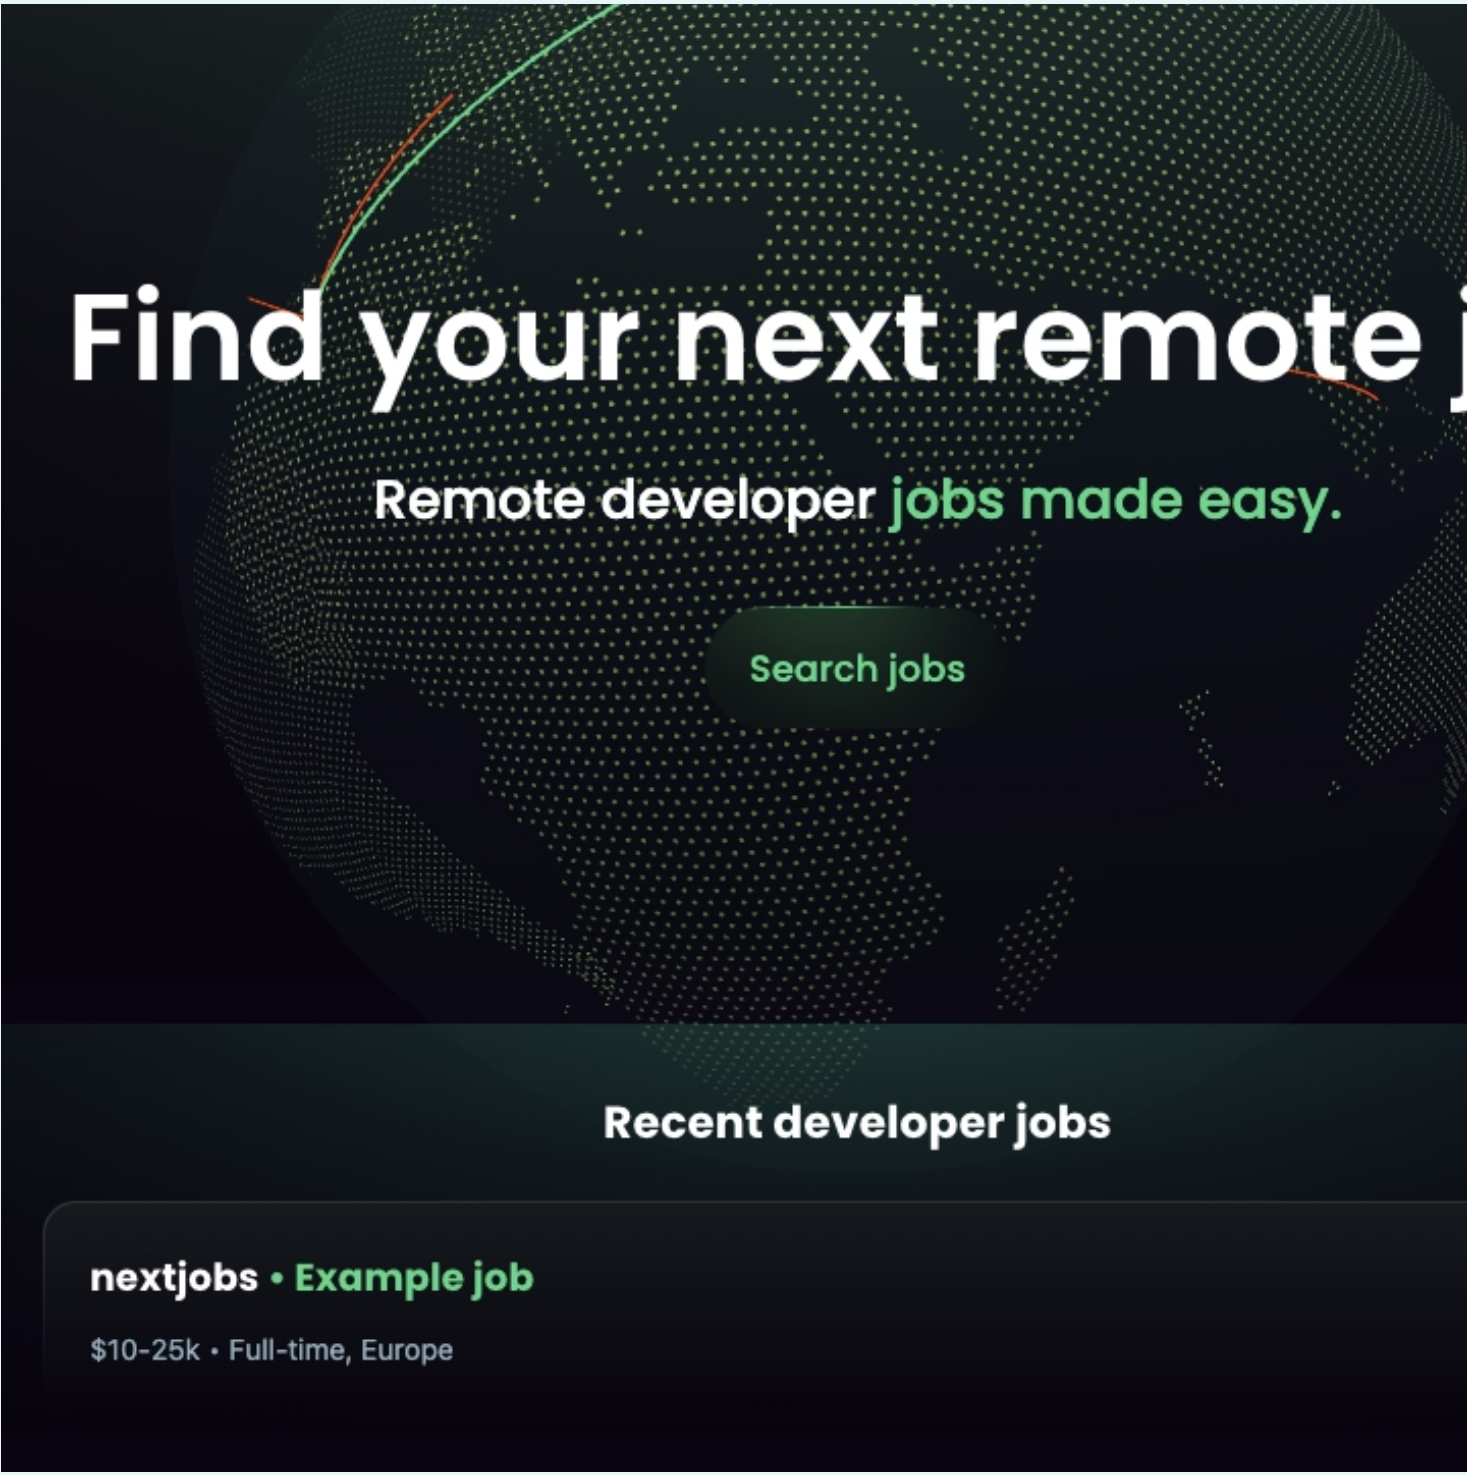 Find your next remote j
Remote developer jobs made easy.
Search jobs
Recent developer jobs
nextjobs • Example job
$10-25k • Full-time, Europe